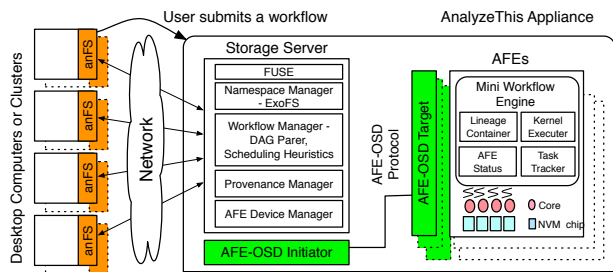 User submits a workflow
AnalyzeThis Appliance
Desktop Computers or Clusters
anFS
anFS
anFS
anFS
Network
Storage Server
FUSE
Namespace Manager
- ExoFS
Workflow Manager -
DAG Parer,
Scheduling Heuristics
Provenance Manager
AFE Device Manager
AFE-OSD Initiator
AFE-OSD
Protocol
AFE-OSD Target
AFEs
Mini Workflow
Engine
Lineage
Container
Kernel
Executer
AFE
Status
Task
Tracker
Core
NVM chip